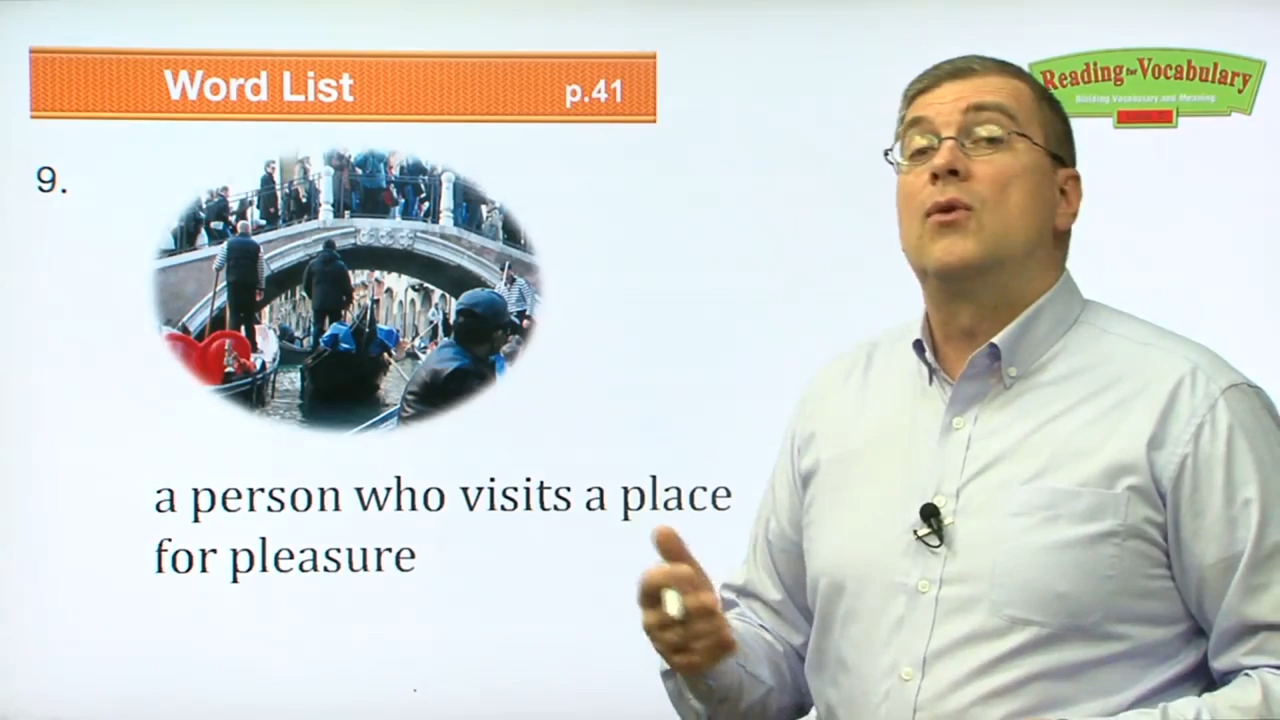 Word List
p.41
Reading for Vocabulary
Building Vocabulary and Meaning
9.
a person who visits a place
for pleasure